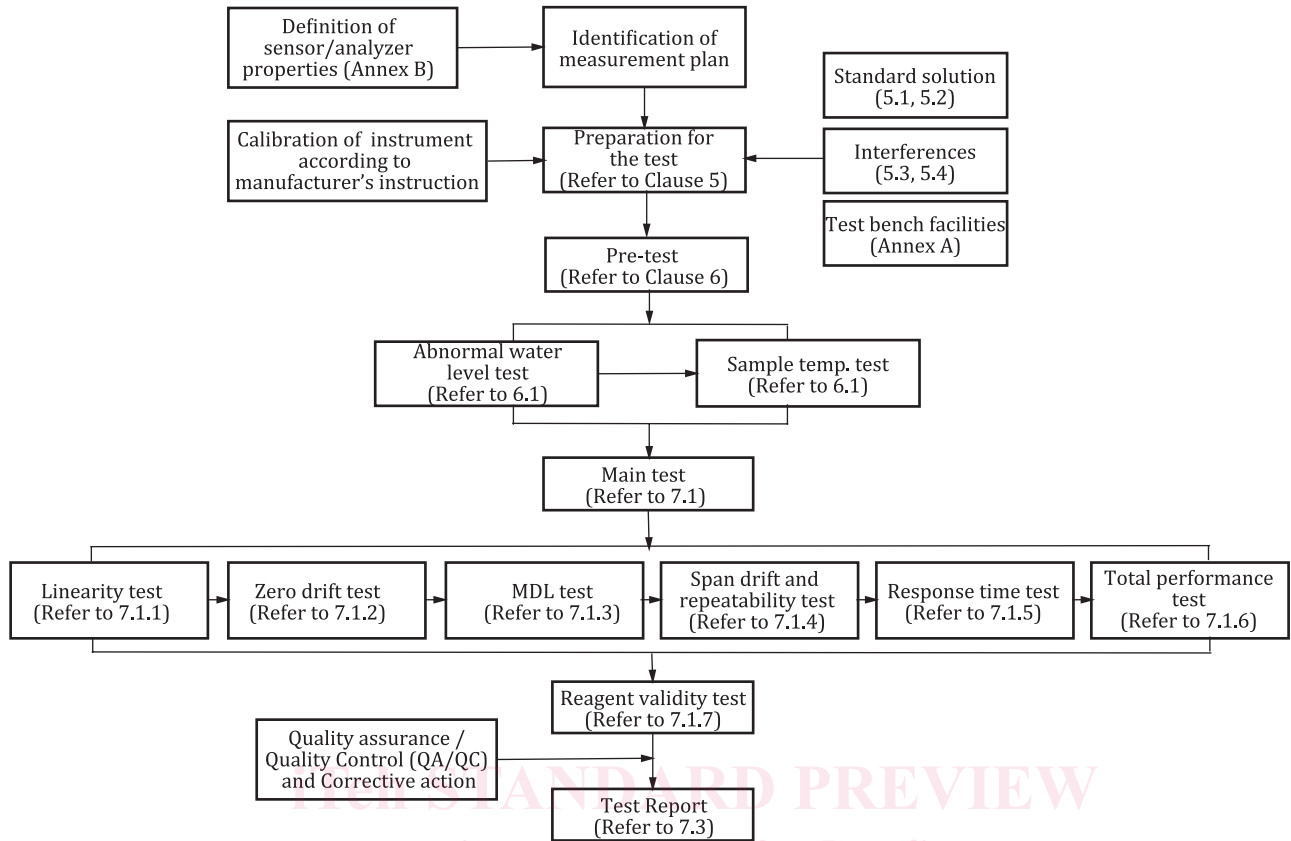 Definition of
sensor/analyzer
properties (Annex B)
Identification of
measurement plan
Standard solution
(5.1, 5.2)
Calibration of instrument
according to
manufacturer's instruction
Preparation for
the test
(Refer to Clause 5)
Interferences
(5.3, 5.4)
Test bench facilities
(Annex A)
Pre-test
(Refer to Clause 6)
Abnormal water
level test
(Refer to 6.1)
Sample temp. test
(Refer to 6.1)
Main test
(Refer to 7.1)
Linearity test
(Refer to 7.1.1)
Zero drift test
(Refer to 7.1.2)
MDL test
(Refer to 7.1.3)
Span drift and
repeatability test
(Refer to 7.1.4)
Response time test
(Refer to 7.1.5)
Total performance
test
(Refer to 7.1.6)
Reagent validity test
(Refer to 7.1.7)
Quality assurance /
Quality Control (QA/QC)
and Corrective action
iTeh STANDARD PREVIEW
Test Report
(Refer to 7.3)